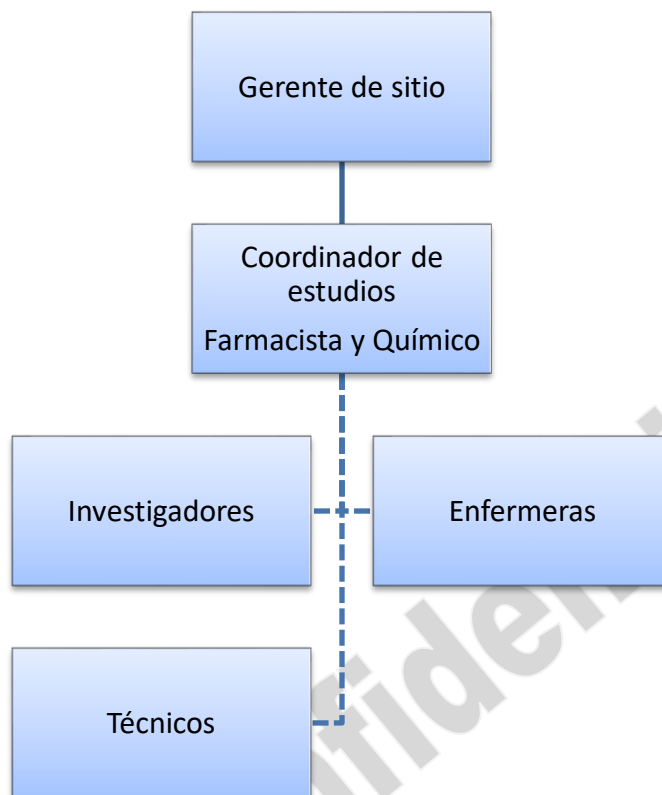 Gerente de sitio
Coordinador de
estudios
Farmacista y Químico
Investigadores
Enfermeras
Técnicos